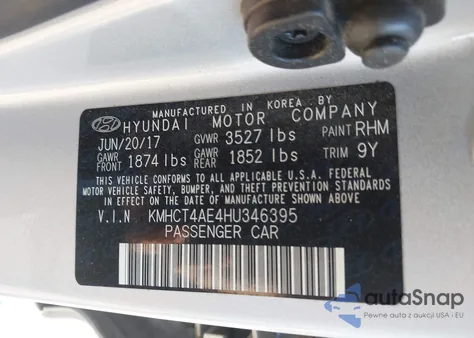 MANUFACTURED IN KOREA BY
HYUNDAI MOTOR COMPANY
JUN/20/17 GVWR 3527 lbs PAINT RHM
GAWR FRONT 1874 lbs GAWR REAR 1852 lbs TRIM 9Y
THIS VEHICLE CONFORMS TO ALL APPLICABLE U.S.A. FEDERAL
MOTOR VEHICLE SAFETY, BUMPER, AND THEFT PREVENTION STANDARDS
IN EFFECT ON THE DATE OF MANUFACTURE SHOWN ABOVE.
V.I.N KMHCT4AE4HU346395
PASSENGER CAR
autoSnap
Pewne auta z aukcji USA i EU